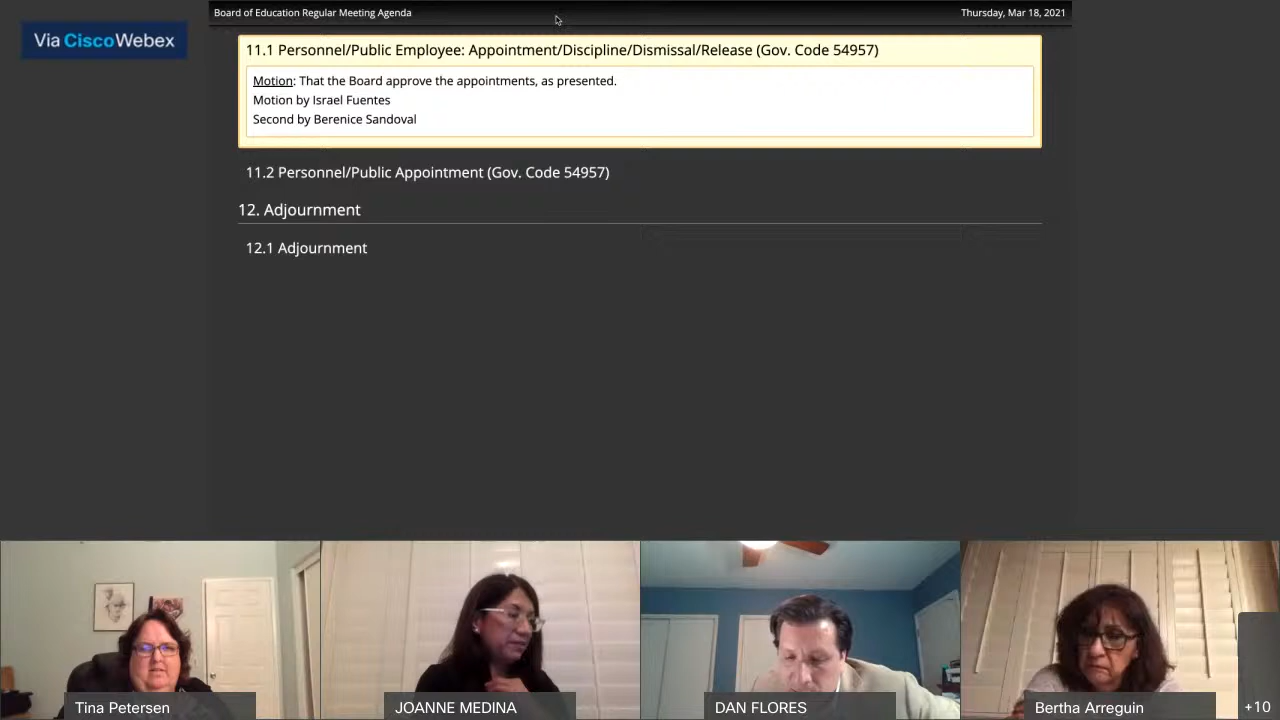 Board of Education Regular Meeting Agenda
Thursday, Mar 18, 2021
Via Cisco Webex
11.1 Personnel/Public Employee: Appointment/Discipline/Dismissal/Release (Gov. Code 54957)
Motion: That the Board approve the appointments, as presented.
Motion by Israel Fuentes
Second by Berenice Sandoval
11.2 Personnel/Public Appointment (Gov. Code 54957)
12. Adjournment
12.1 Adjournment
Tina Petersen
JOANNE MEDINA
DAN FLORES
Bertha Arreguin
+10